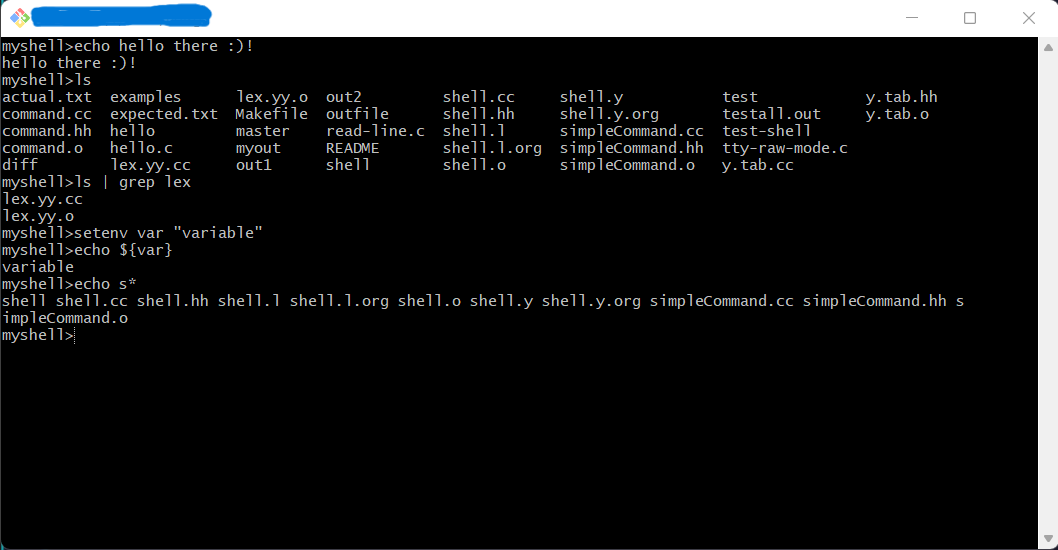 myshell>echo hello there :)!
hello there :)!
myshell>ls
actual.txt  examples      lex.yy.o  out2         shell.cc     shell.y           test            y.tab.hh
command.cc  expected.txt  Makefile  outfile      shell.hh     shell.y.org       testall.out     y.tab.o
command.hh  hello         master    read-line.c  shell.l      simpleCommand.cc  test-shell
command.o   hello.c       myout     README       shell.l.org  simpleCommand.hh  tty-raw-mode.c
diff        lex.yy.cc     out1      shell        shell.o      simpleCommand.o   y.tab.cc
myshell>ls | grep lex
lex.yy.cc
lex.yy.o
myshell>setenv var "variable"
myshell>echo ${var}
variable
myshell>echo s*
shell shell.cc shell.hh shell.l shell.l.org shell.o shell.y shell.y.org simpleCommand.cc simpleCommand.hh s
impleCommand.o
myshell>